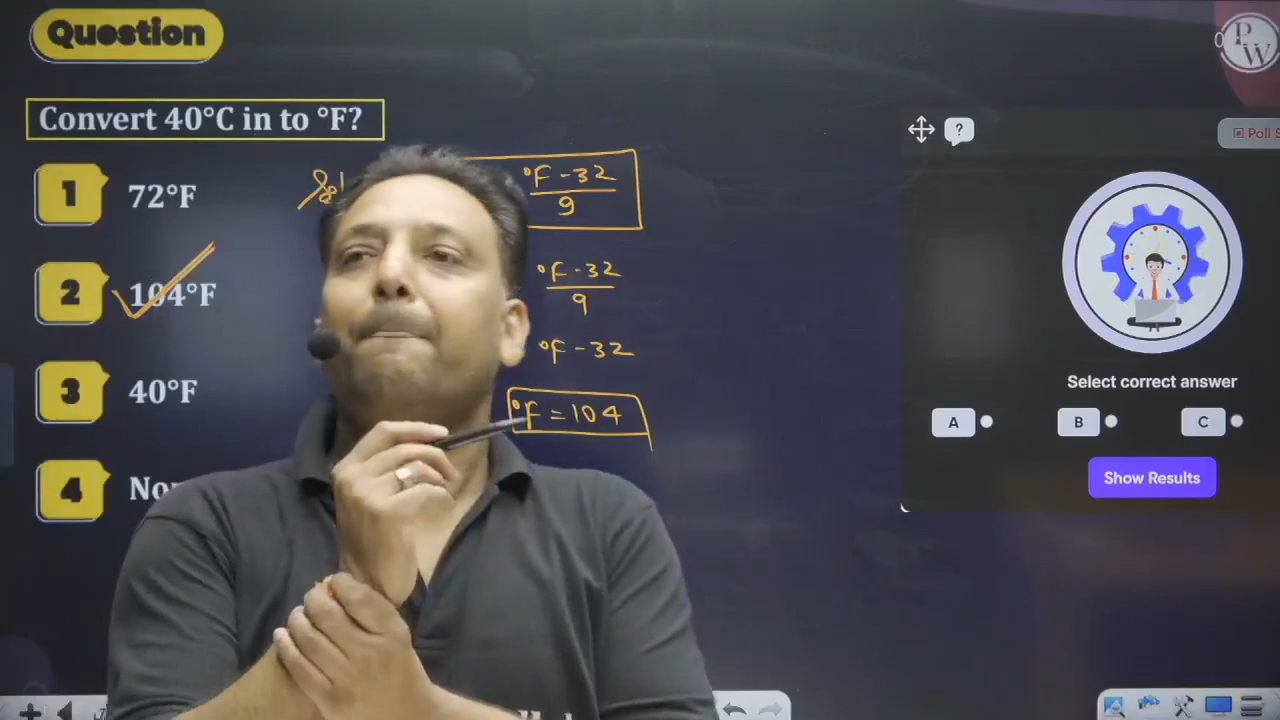 Question
P
W
Convert 40°C in to °F?
? Poll
1 72°F
°F - 32
9
2 104°F
°F - 32
9
3 40°F
°F - 32
°F = 104
4
Select correct answer
A B C
Show Results